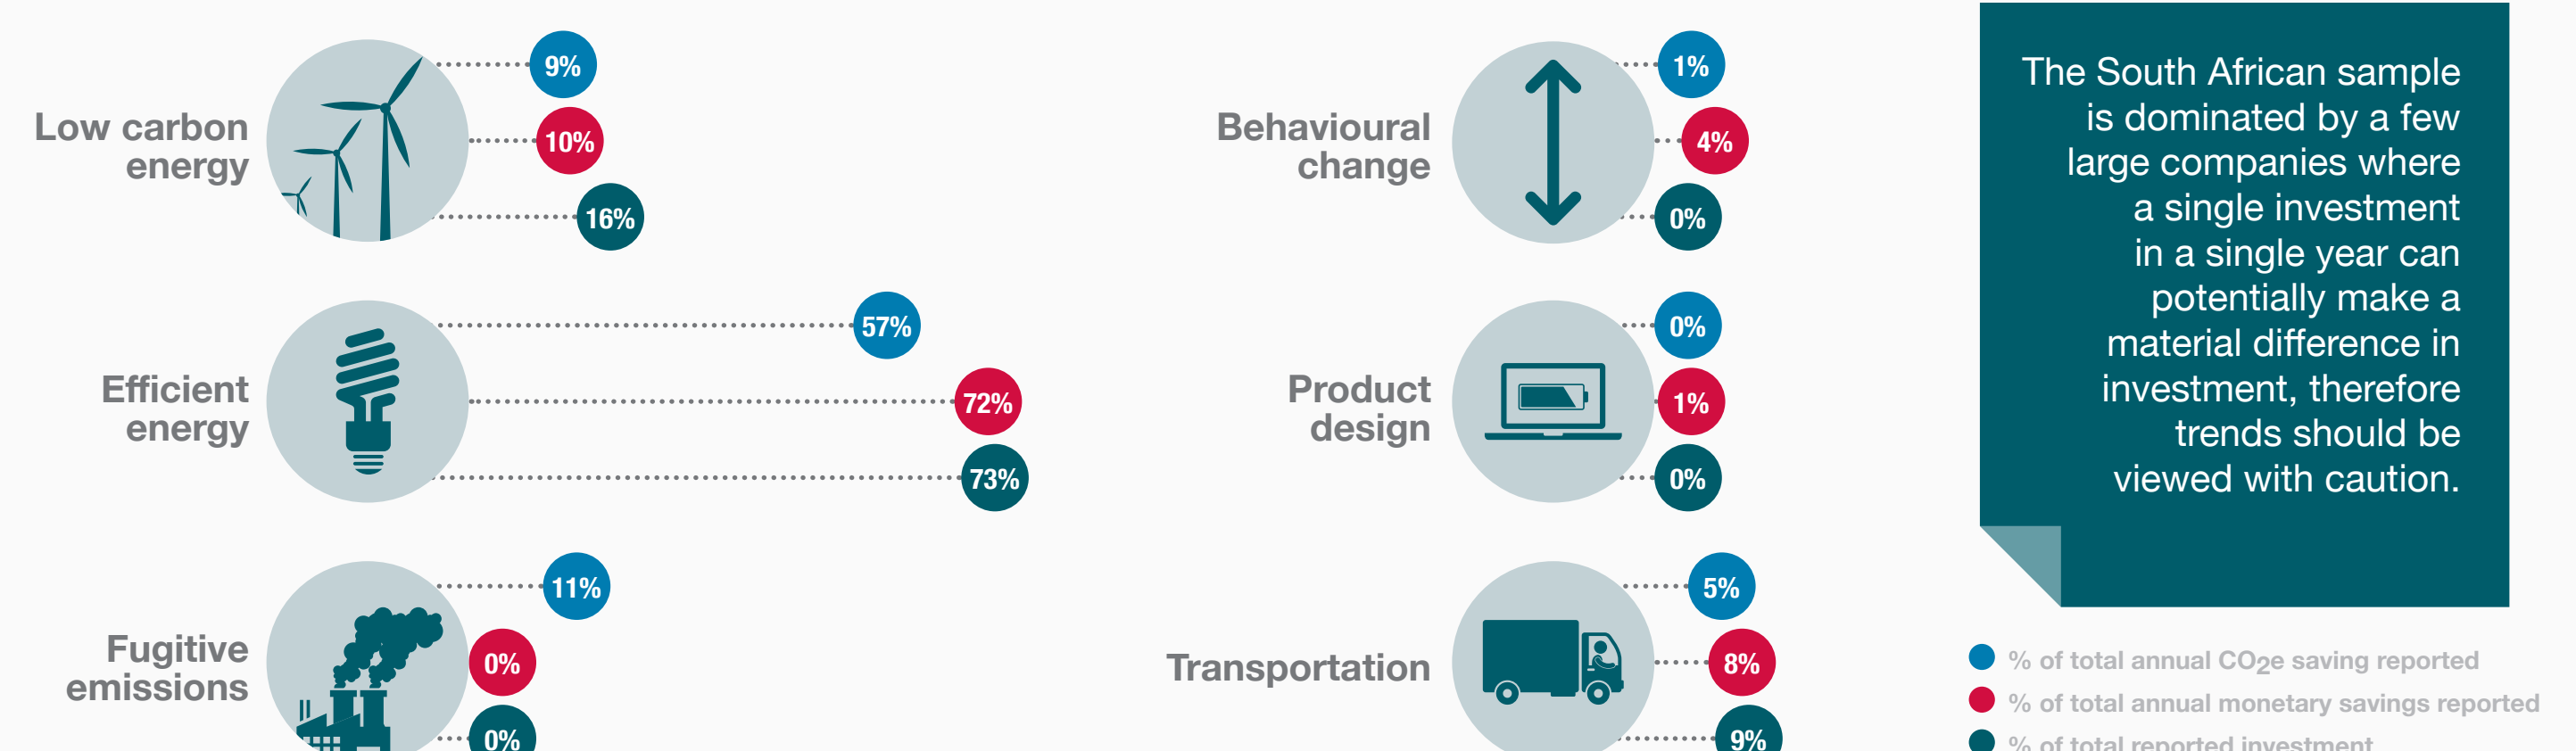 Low carbon
energy
9%
10%
16%
Efficient
energy
57%
72%
73%
Fugitive
emissions
11%
0%
0%
Behavioural
change
1%
4%
0%
Product
design
0%
1%
0%
Transportation
5%
8%
9%
The South African sample
is dominated by a few
large companies where
a single investment
in a single year can
potentially make a
material difference in
investment, therefore
trends should be
viewed with caution.
% of total annual CO2e saving reported
% of total annual monetary savings reported
% of total reported investment